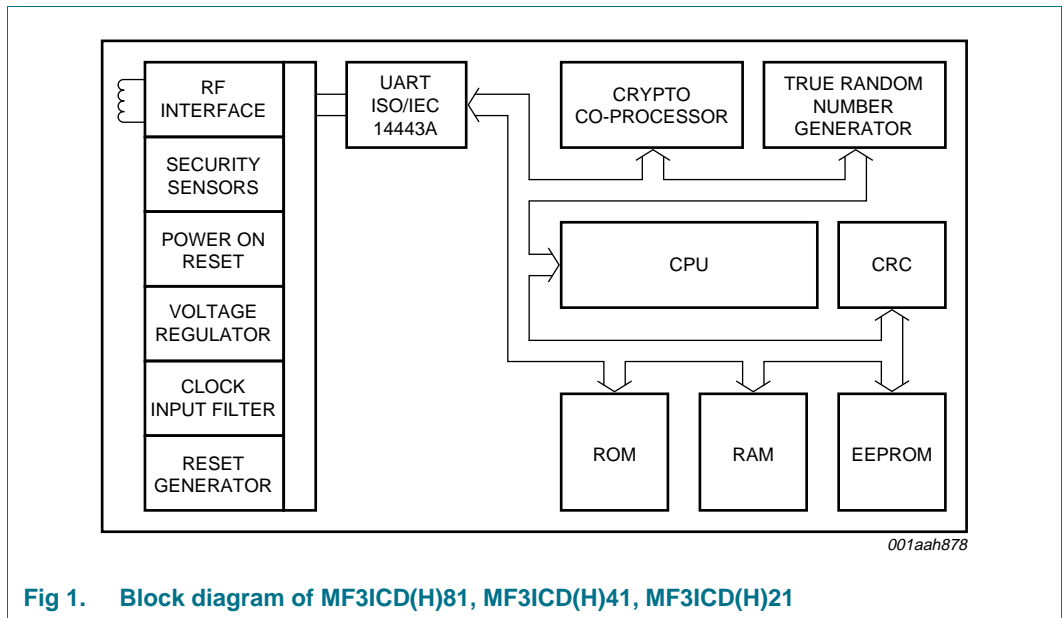 RF
INTERFACE
SECURITY
SENSORS
POWER ON
RESET
VOLTAGE
REGULATOR
CLOCK
INPUT FILTER
RESET
GENERATOR
UART
ISO/IEC
14443A
CRYPTO
CO-PROCESSOR
TRUE RANDOM
NUMBER
GENERATOR
CPU
CRC
ROM
RAM
EEPROM
001aah878
Fig 1. Block diagram of MF3ICD(H)81, MF3ICD(H)41, MF3ICD(H)21